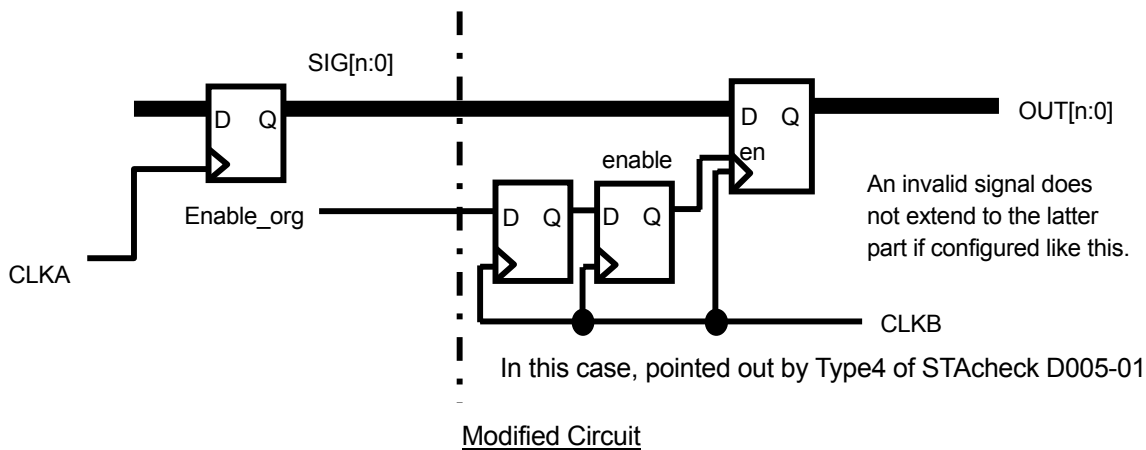 SIG[n:0]
D Q
D Q
OUT[n:0]
en
enable
An invalid signal does
not extend to the latter
part if configured like this.
Enable_org
D Q
D Q
CLKA
CLKB
In this case, pointed out by Type4 of STAcheck D005-01
Modified Circuit